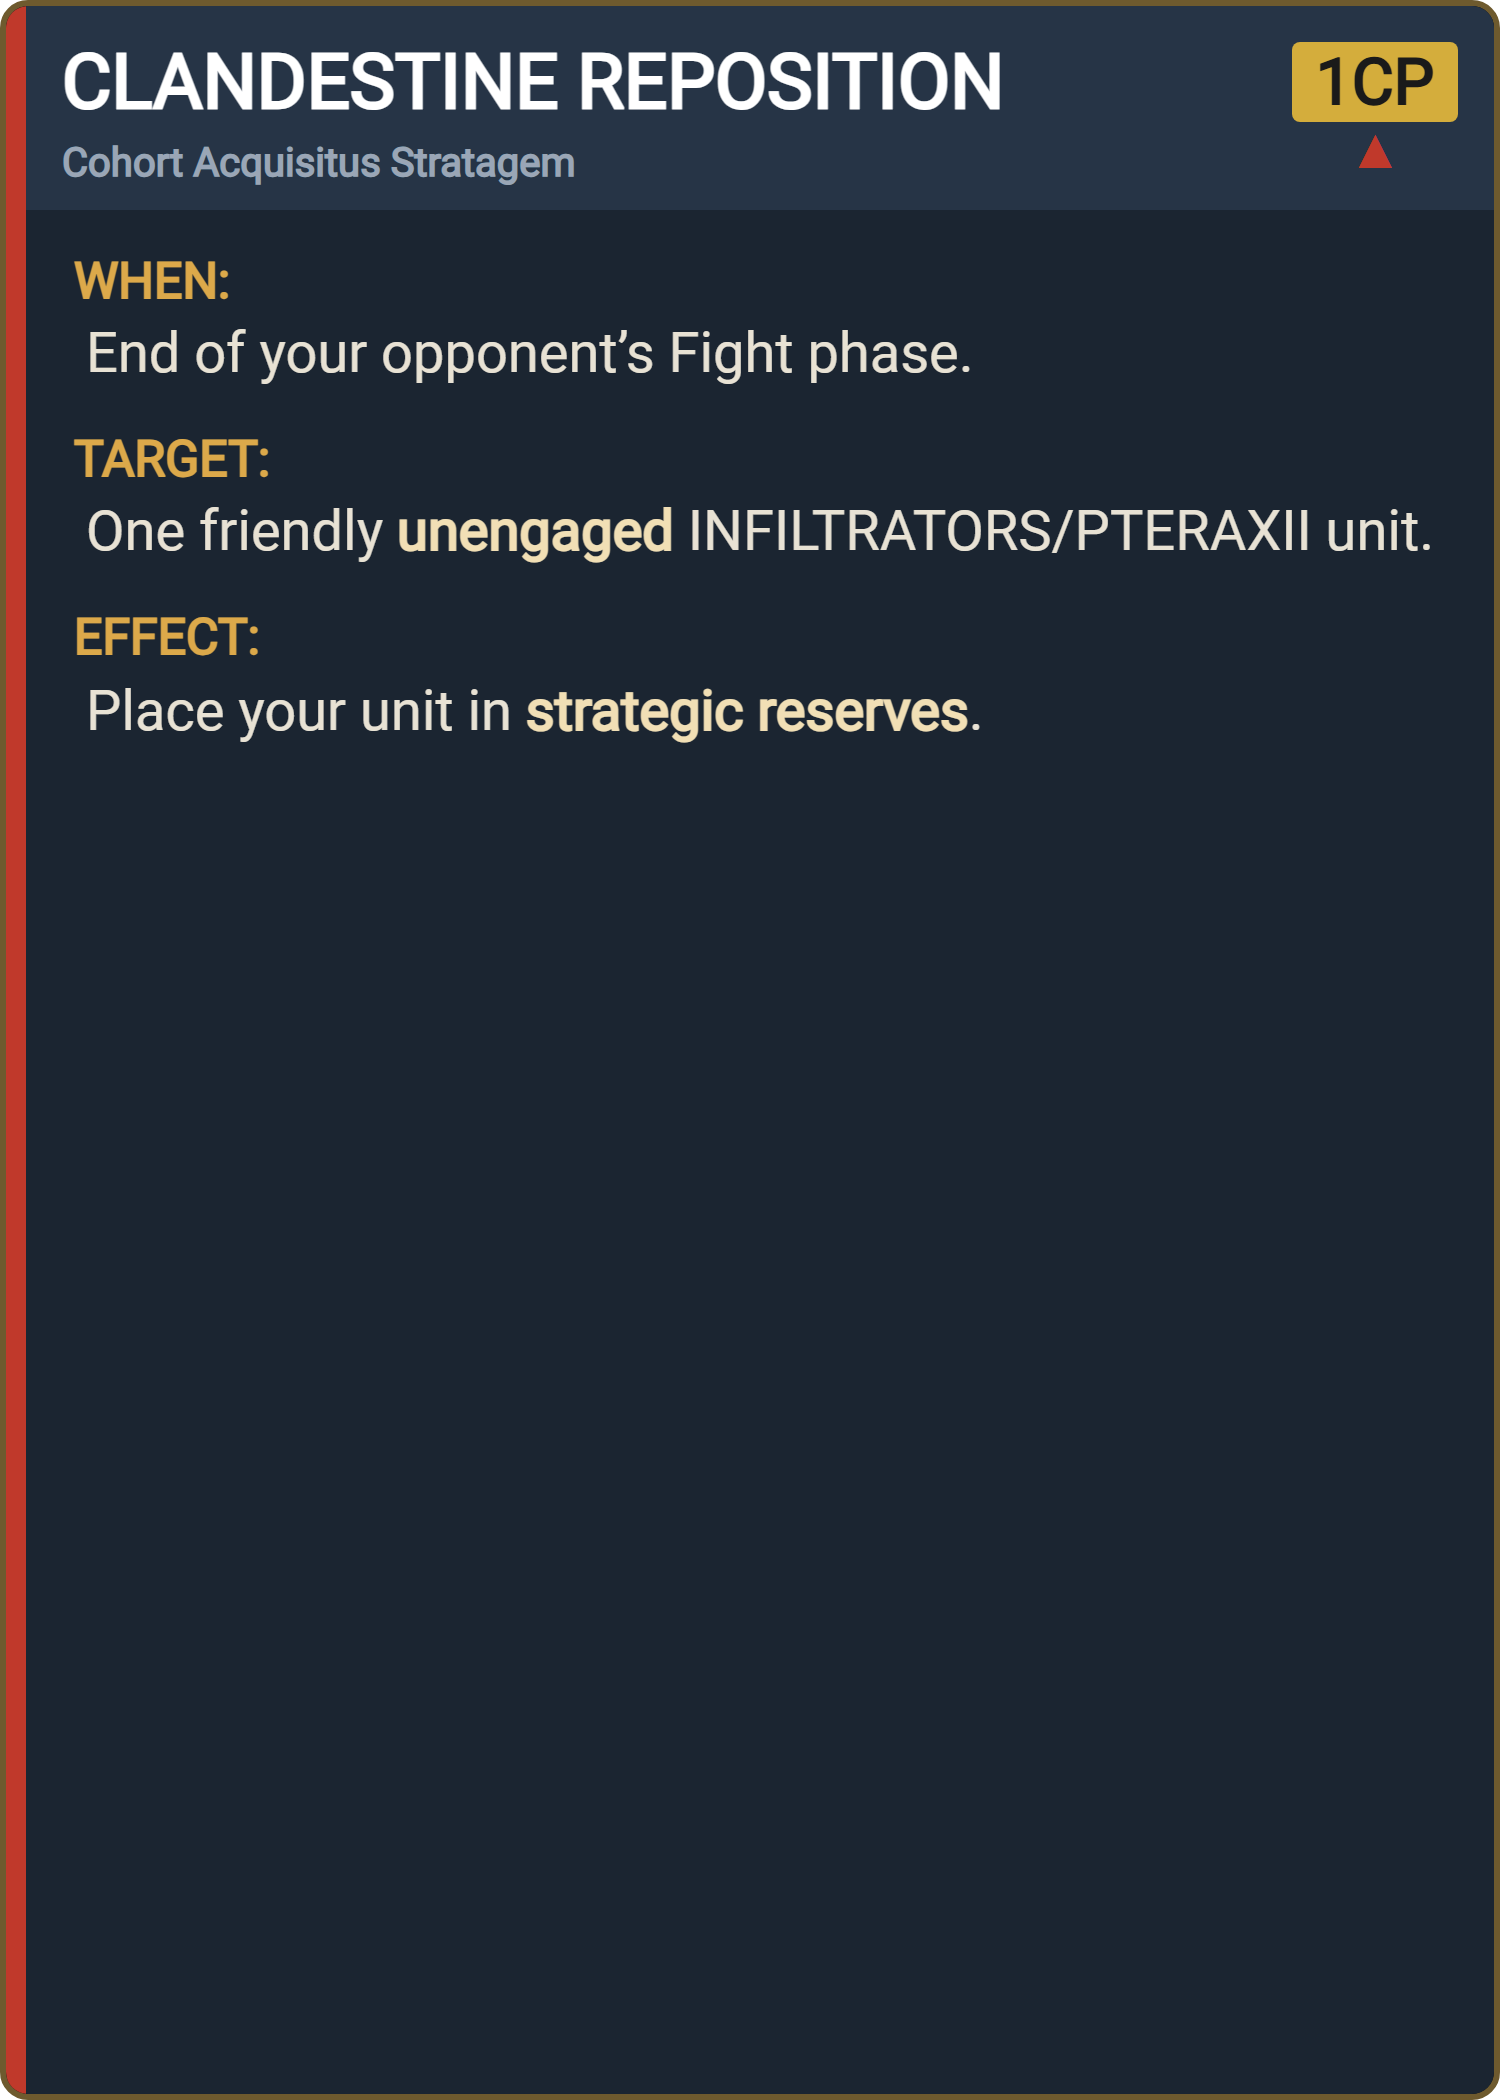 CLANDESTINE REPOSITION
1CP
Cohort Acquisitus Stratagem
WHEN:
End of your opponent’s Fight phase.
TARGET:
One friendly unengaged INFILTRATORS/PTERAXII unit.
EFFECT:
Place your unit in strategic reserves.